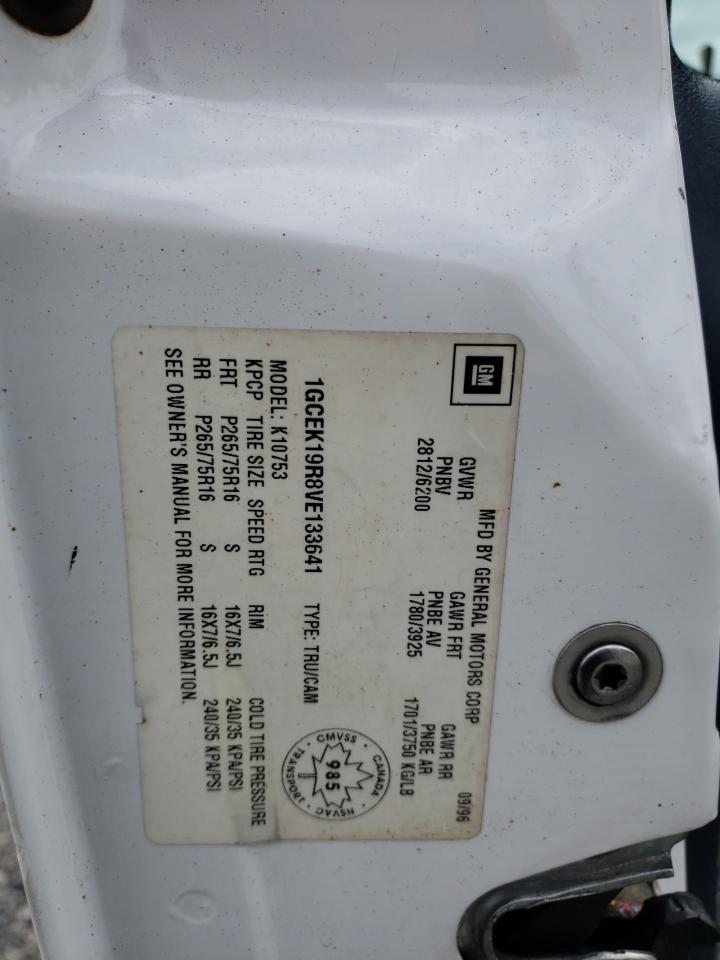 GM
MFD BY GENERAL MOTORS CORP 09/96
GVWR GAWR FRT GAWR RR
PNBV PNBE AV PNBE AR
2812/6200 1780/3925 1701/3750 KG/LB
1GCEK19R8VE133641 TYPE: TRU/CAM
MODEL: K10753
KPCP TIRE SIZE SPEED RTG RIM COLD TIRE PRESSURE
FRT P265/75R16 S 16X7/6.5J 240/35 KPA/PSI
RR P265/75R16 S 16X7/6.5J 240/35 KPA/PSI
SEE OWNER'S MANUAL FOR MORE INFORMATION.
CMVSS • CANADA
985
TRANSPORT • NSVAC